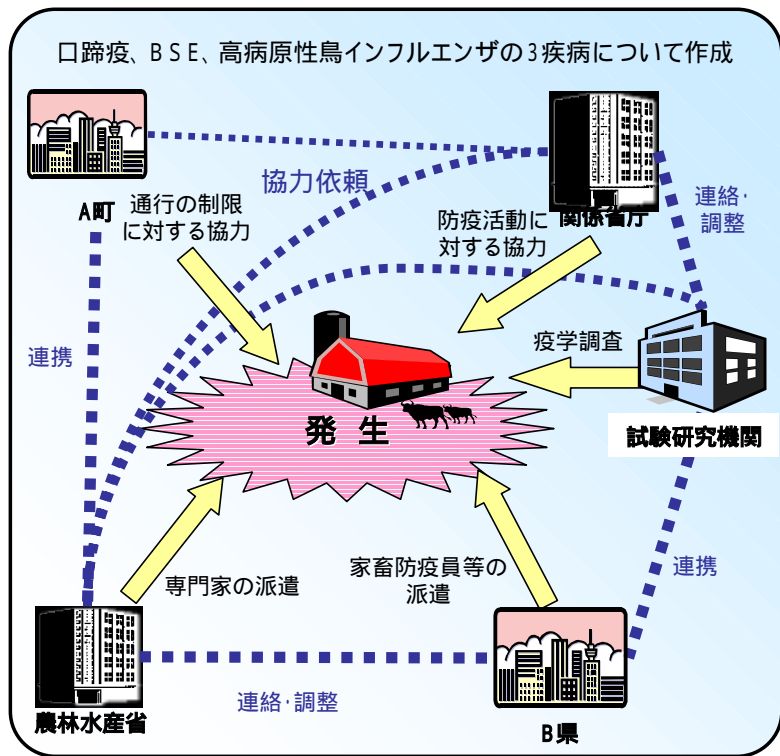 口蹄疫、BSE、高病原性鳥インフルエンザの3疾病について作成
A町
通行の制限
に対する協力
協力依頼
関係省庁
防疫活動に
対する協力
連絡・
調整
連携
疫学調査
発 生
試験研究機関
専門家の派遣
家畜防疫員等の
派遣
連携
農林水産省
連絡・調整
B県